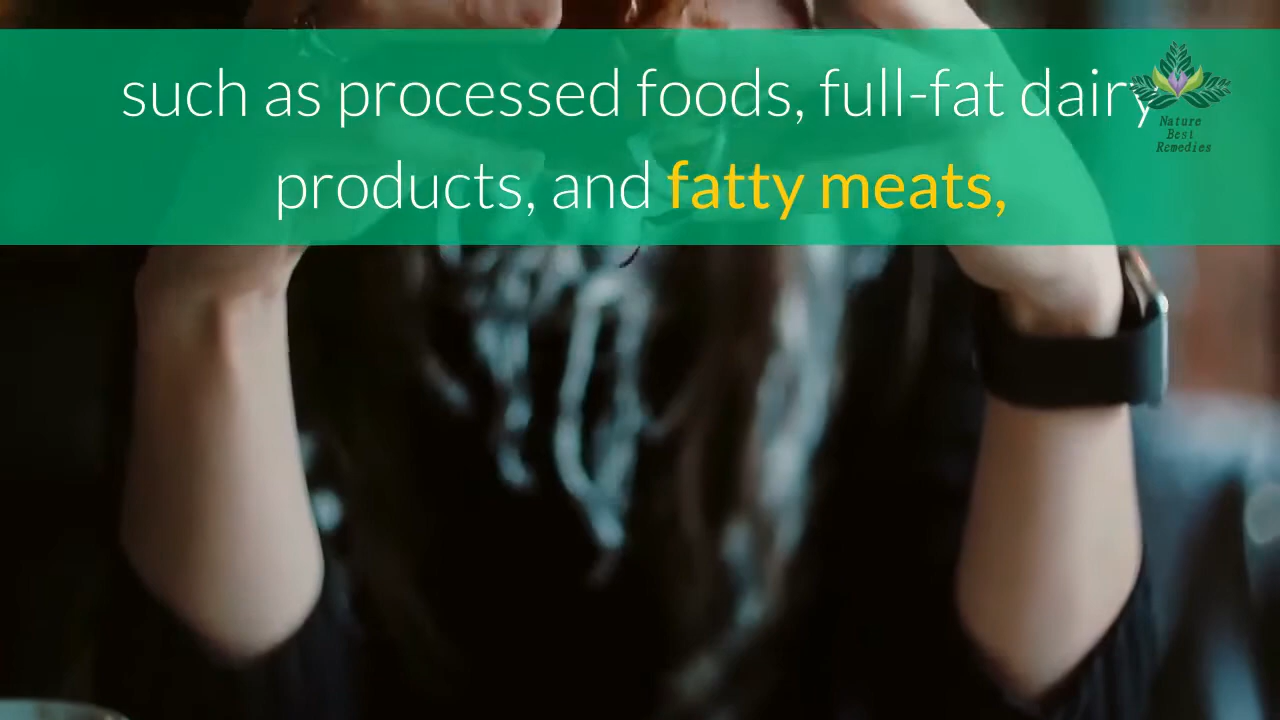 such as processed foods, full-fat dairy
products, and fatty meats,
Nature
Best
Remedies